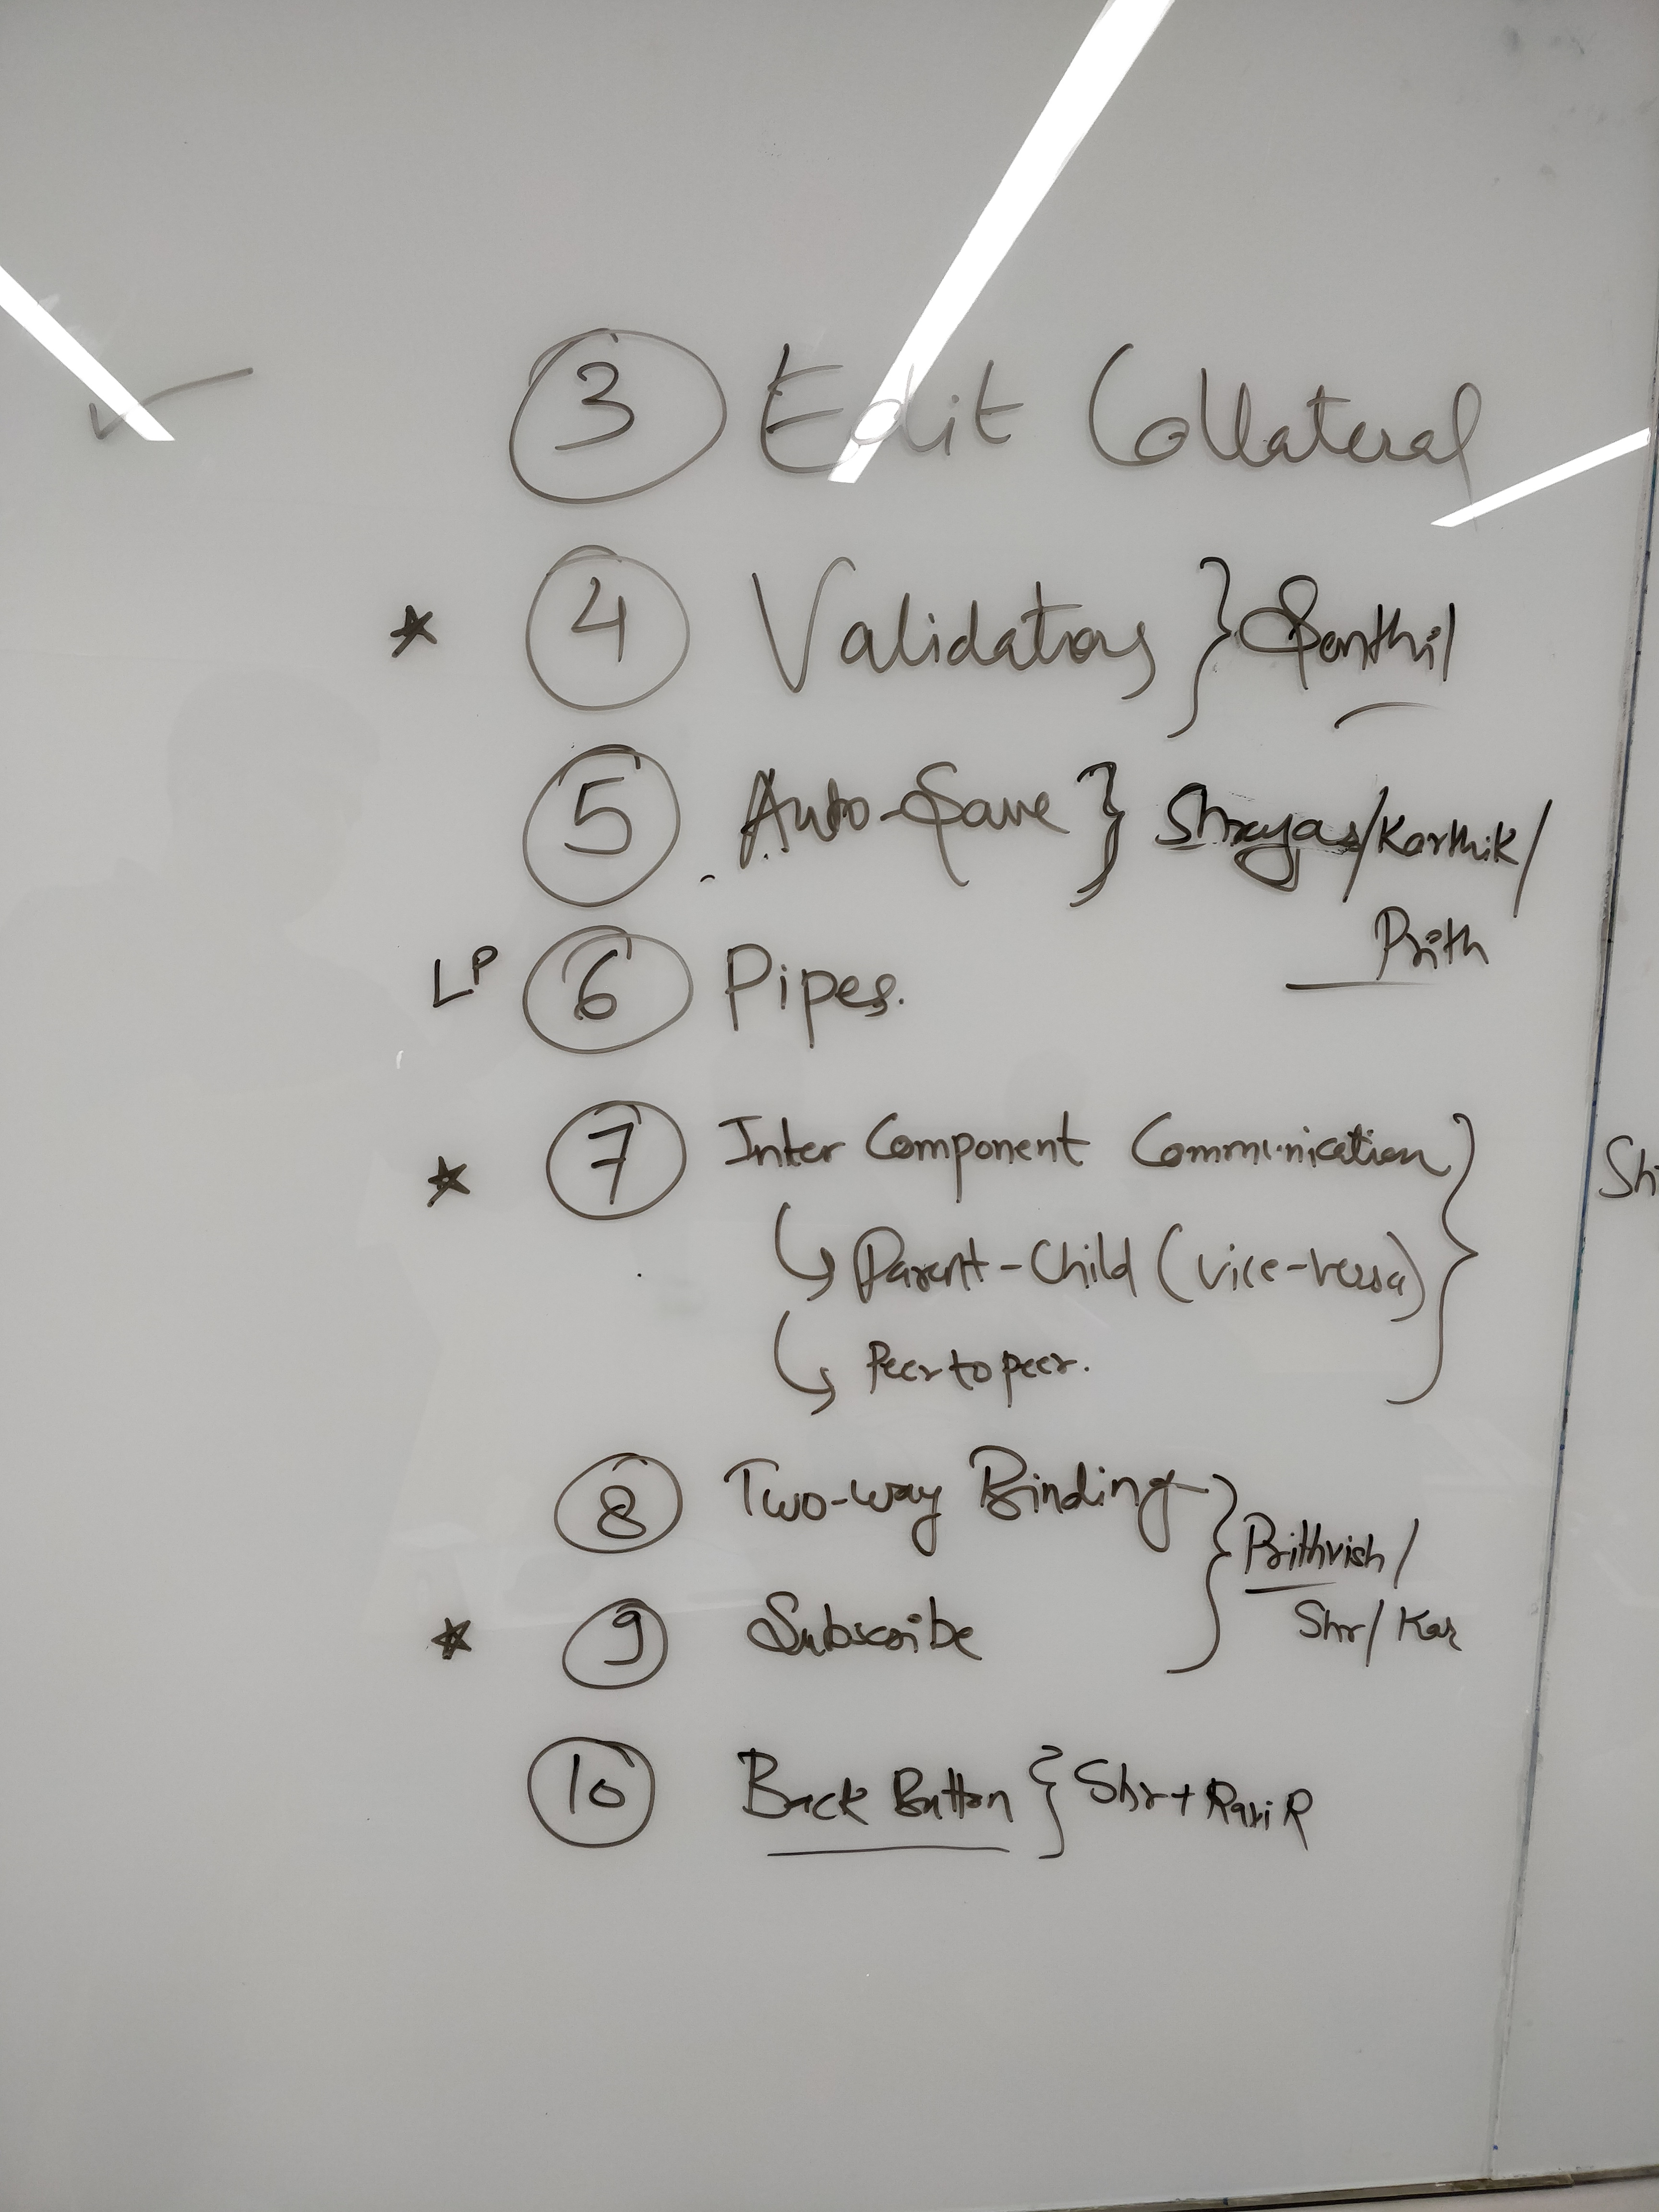 3 Edit Collateral
4 Validations } Senthil
5 Auto-Save } Shreyas/Karthik/
Prith
LP 6 Pipes.
7 Inter Component Communication
Parent-Child (vice-versa)
Peer to peer.
8 Two-way Binding
Prithvish/
9 Subscribe
Shr/Kar
10 Back Button } Shr + Ravi R